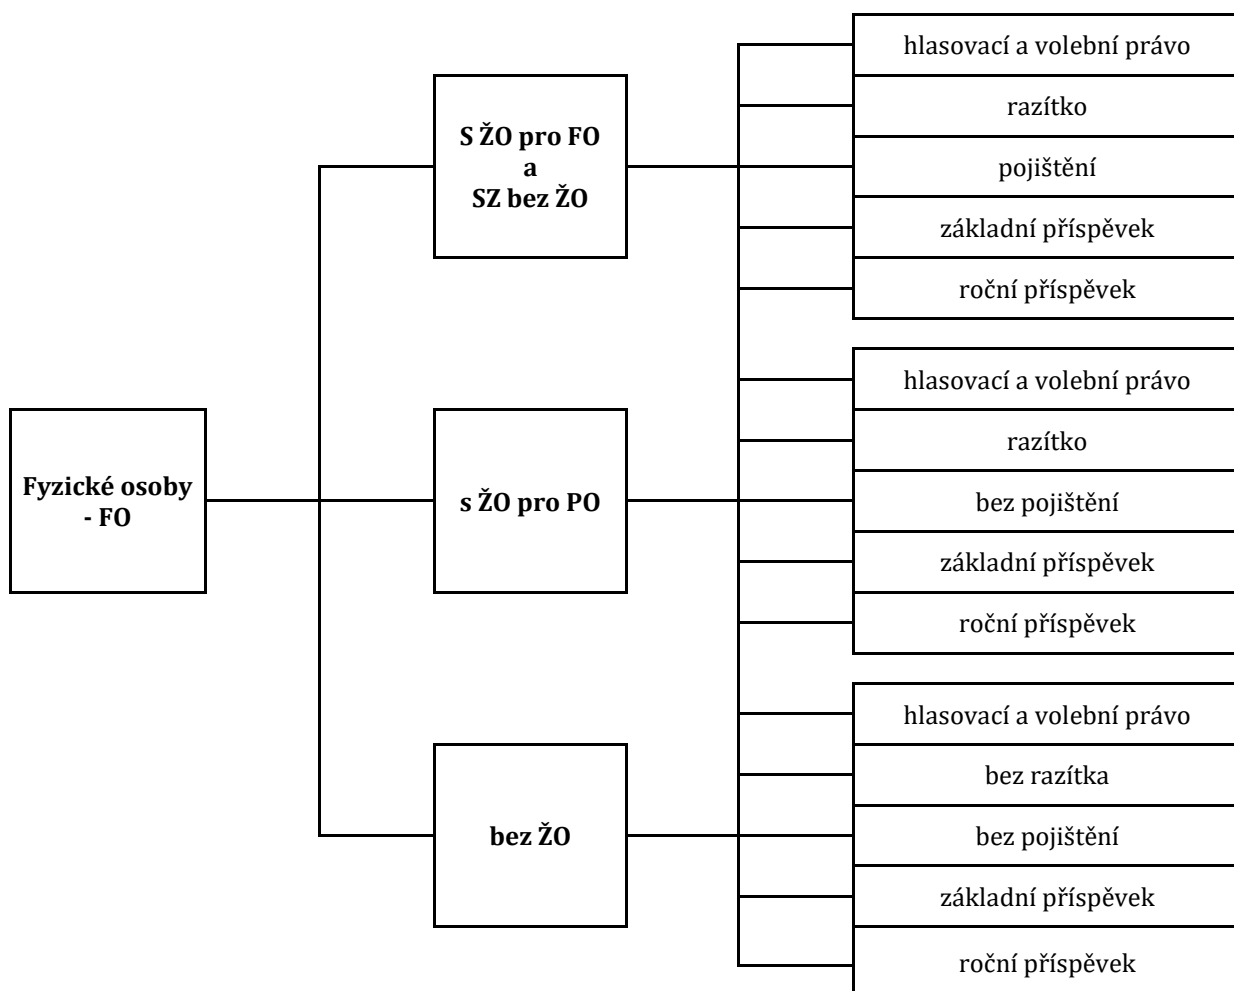 Fyzické osoby
- FO
S ŽO pro FO
a
SZ bez ŽO
hlasovací a volební právo
razítko
pojištění
základní příspěvek
roční příspěvek
s ŽO pro PO
hlasovací a volební právo
razítko
bez pojištění
základní příspěvek
roční příspěvek
bez ŽO
hlasovací a volební právo
bez razítka
bez pojištění
základní příspěvek
roční příspěvek